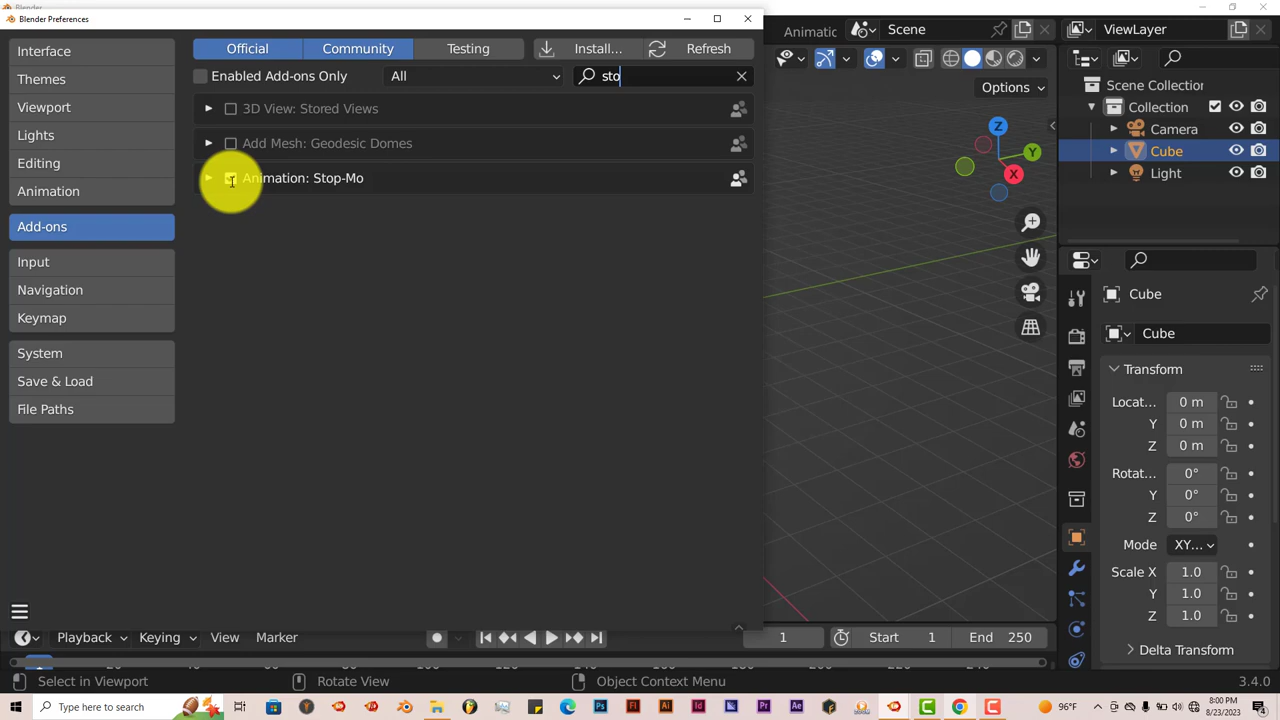 Blender Preferences
Interface
Themes
Viewport
Lights
Editing
Animation
Add-ons
Input
Navigation
Keymap
System
Save & Load
File Paths
Official
Community
Testing
Install...
Refresh
Enabled Add-ons Only
All
sto
3D View: Stored Views
Add Mesh: Geodesic Domes
Animation: Stop-Mo
Animatic
Scene
ViewLayer
Options
Z
Y
X
Scene Collection
Collection
Camera
Cube
Light
Cube
Cube
Transform
Locat... 0 m
Y 0 m
Z 0 m
Rotat... 0°
Y 0°
Z 0°
Mode XY...
Scale X 1.0
Y 1.0
Z 1.0
Delta Transform
Playback Keying View Marker
1 Start 1 End 250
Select in Viewport Rotate View Object Context Menu 3.4.0
Type here to search
96°F
8:00 PM
8/23/2023